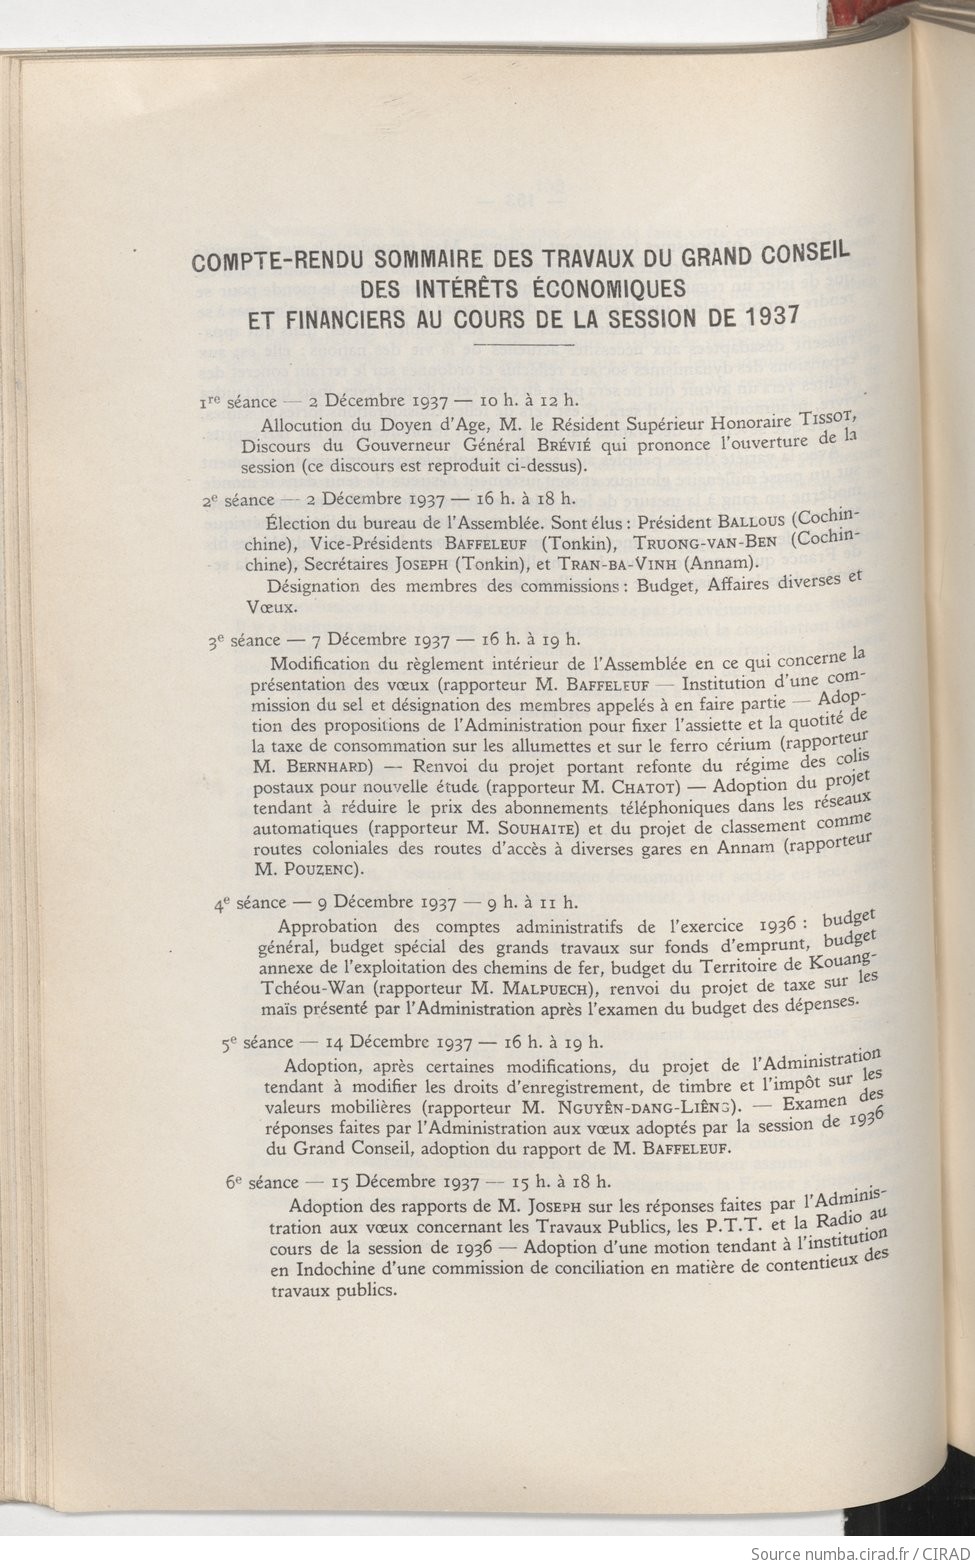 COMPTE-RENDU SOMMAIRE DES TRAVAUX DU GRAND CONSEIL
DES INTÉRÊTS ÉCONOMIQUES
ET FINANCIERS AU COURS DE LA SESSION DE 1937
1re séance — 2 Décembre 1937 — 10 h. à 12 h.
Allocution du Doyen d'Age, M. le Résident Supérieur Honoraire TISSOT,
Discours du Gouverneur Général BRÉVIÉ qui prononce l'ouverture de la
session (ce discours est reproduit ci-dessus).
2e séance — 2 Décembre 1937 — 16 h. à 18 h.
Élection du bureau de l'Assemblée. Sont élus : Président BALLOUS (Cochin-
chine), Vice-Présidents BAFFELEUF (Tonkin), TRUONG-VAN-BEN (Cochin-
chine), Secrétaires JOSEPH (Tonkin), et TRAN-BA-VINH (Annam).
Désignation des membres des commissions : Budget, Affaires diverses et
Vœux.
3e séance — 7 Décembre 1937 — 16 h. à 19 h.
Modification du règlement intérieur de l'Assemblée en ce qui concerne la
présentation des vœux (rapporteur M. BAFFELEUF — Institution d'une com-
mission du sel et désignation des membres appelés à en faire partie — Adop-
tion des propositions de l'Administration pour fixer l'assiette et la quotité de
la taxe de consommation sur les allumettes et sur le ferro cérium (rapporteur
M. BERNHARD) — Renvoi du projet portant refonte du régime des colis
postaux pour nouvelle étude (rapporteur M. CHATOT) — Adoption du projet
tendant à réduire le prix des abonnements téléphoniques dans les réseaux
automatiques (rapporteur M. SOUHAITE) et du projet de classement comme
routes coloniales des routes d'accès à diverses gares en Annam (rapporteur
M. POUZENC).
4e séance — 9 Décembre 1937 — 9 h. à 11 h.
Approbation des comptes administratifs de l'exercice 1936 : budget
général, budget spécial des grands travaux sur fonds d'emprunt, budget
annexe de l'exploitation des chemins de fer, budget du Territoire de Kouang-
Tchéou-Wan (rapporteur M. MALPUECH), renvoi du projet de taxe sur les
maïs présenté par l'Administration après l'examen du budget des dépenses.
5e séance — 14 Décembre 1937 — 16 h. à 19 h.
Adoption, après certaines modifications, du projet de l'Administration
tendant à modifier les droits d'enregistrement, de timbre et l'impôt sur les
valeurs mobilières (rapporteur M. NGUYÊN-DANG-LIÊNG). — Examen des
réponses faites par l'Administration aux vœux adoptés par la session de 1936
du Grand Conseil, adoption du rapport de M. BAFFELEUF.
6e séance — 15 Décembre 1937 — 15 h. à 18 h.
Adoption des rapports de M. JOSEPH sur les réponses faites par l'Adminis-
tration aux vœux concernant les Travaux Publics, les P.T.T. et la Radio au
cours de la session de 1936 — Adoption d'une motion tendant à l'institution
en Indochine d'une commission de conciliation en matière de contentieux des
travaux publics.
Source numba.cirad.fr / CIRAD